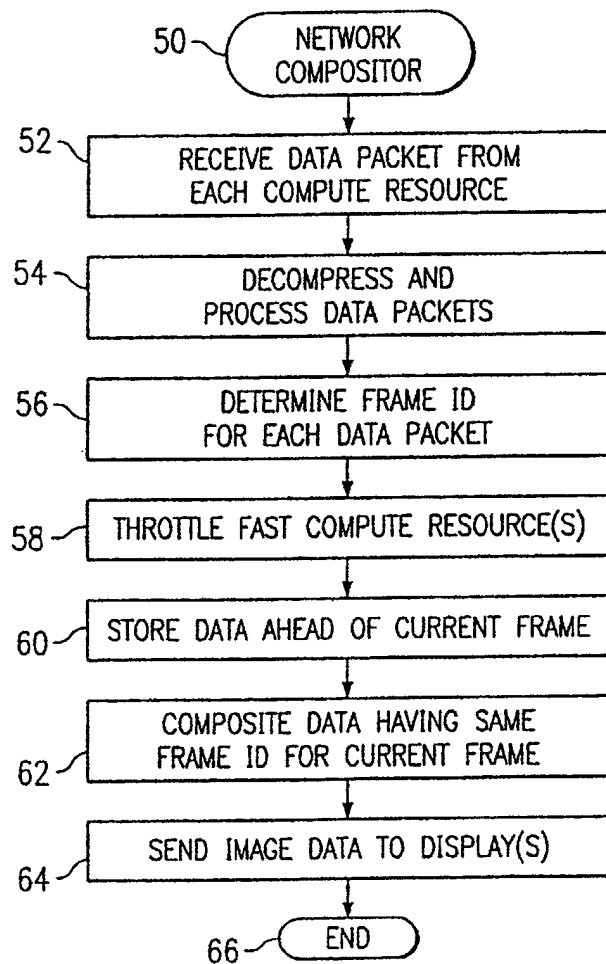 50
NETWORK
COMPOSITOR
52
RECEIVE DATA PACKET FROM
EACH COMPUTE RESOURCE
54
DECOMPRESS AND
PROCESS DATA PACKETS
56
DETERMINE FRAME ID
FOR EACH DATA PACKET
58
THROTTLE FAST COMPUTE RESOURCE(S)
60
STORE DATA AHEAD OF CURRENT FRAME
62
COMPOSITE DATA HAVING SAME
FRAME ID FOR CURRENT FRAME
64
SEND IMAGE DATA TO DISPLAY(S)
66
END